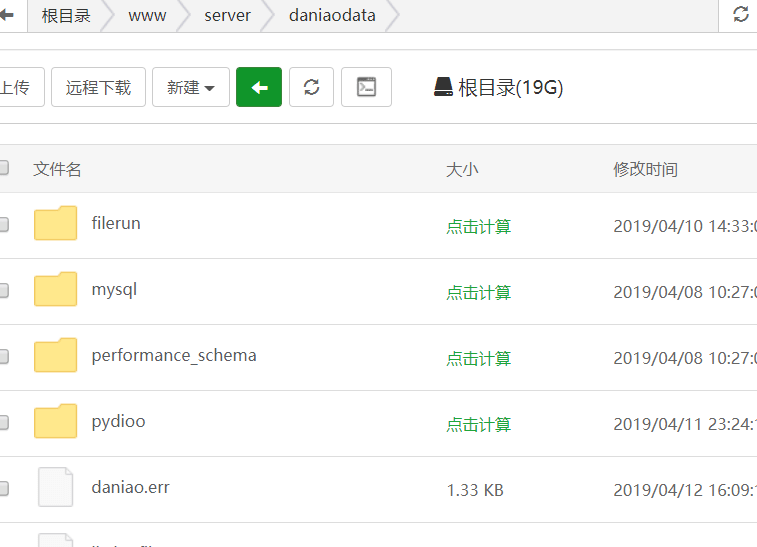 根目录 www server daniaodata
上传 远程下载 新建 根目录(19G)
文件名 大小 修改时间
filerun 点击计算 2019/04/10 14:33:0
mysql 点击计算 2019/04/08 10:27:0
performance_schema 点击计算 2019/04/08 10:27:0
pydioo 点击计算 2019/04/11 23:24:1
daniao.err 1.33 KB 2019/04/12 16:09:1